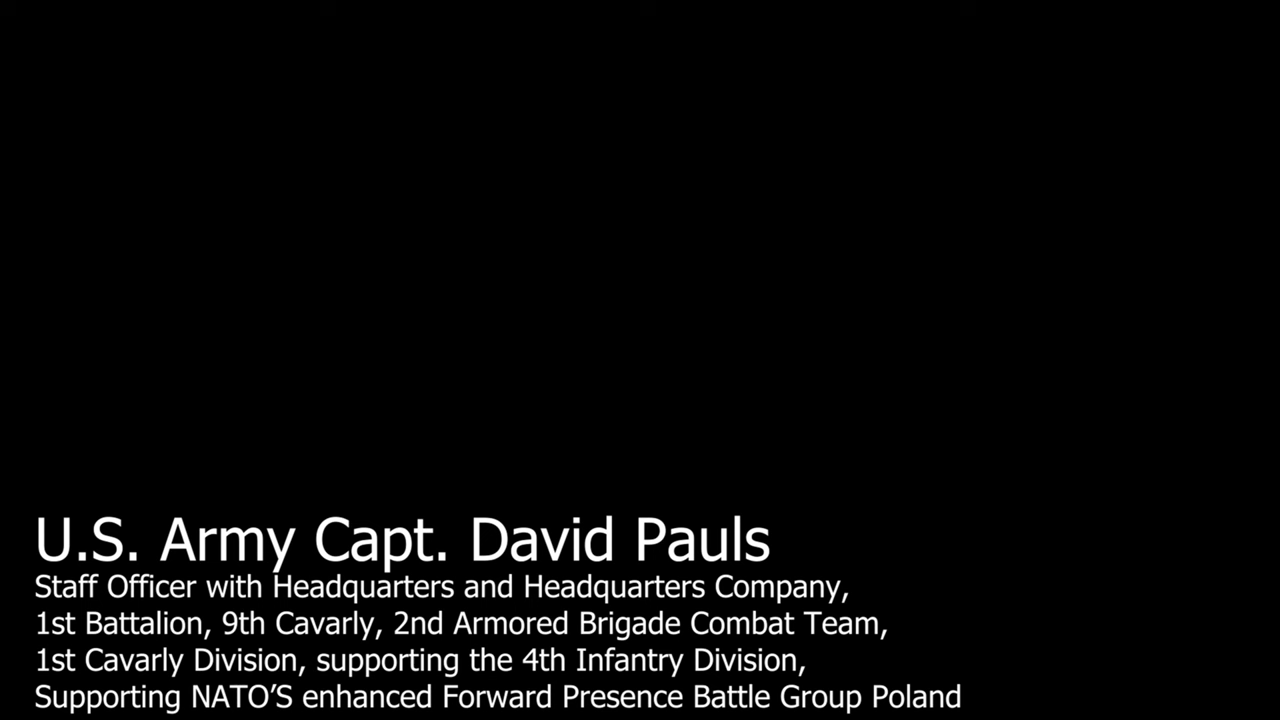 U.S. Army Capt. David Pauls
Staff Officer with Headquarters and Headquarters Company,
1st Battalion, 9th Cavarly, 2nd Armored Brigade Combat Team,
1st Cavarly Division, supporting the 4th Infantry Division,
Supporting NATO’S enhanced Forward Presence Battle Group Poland